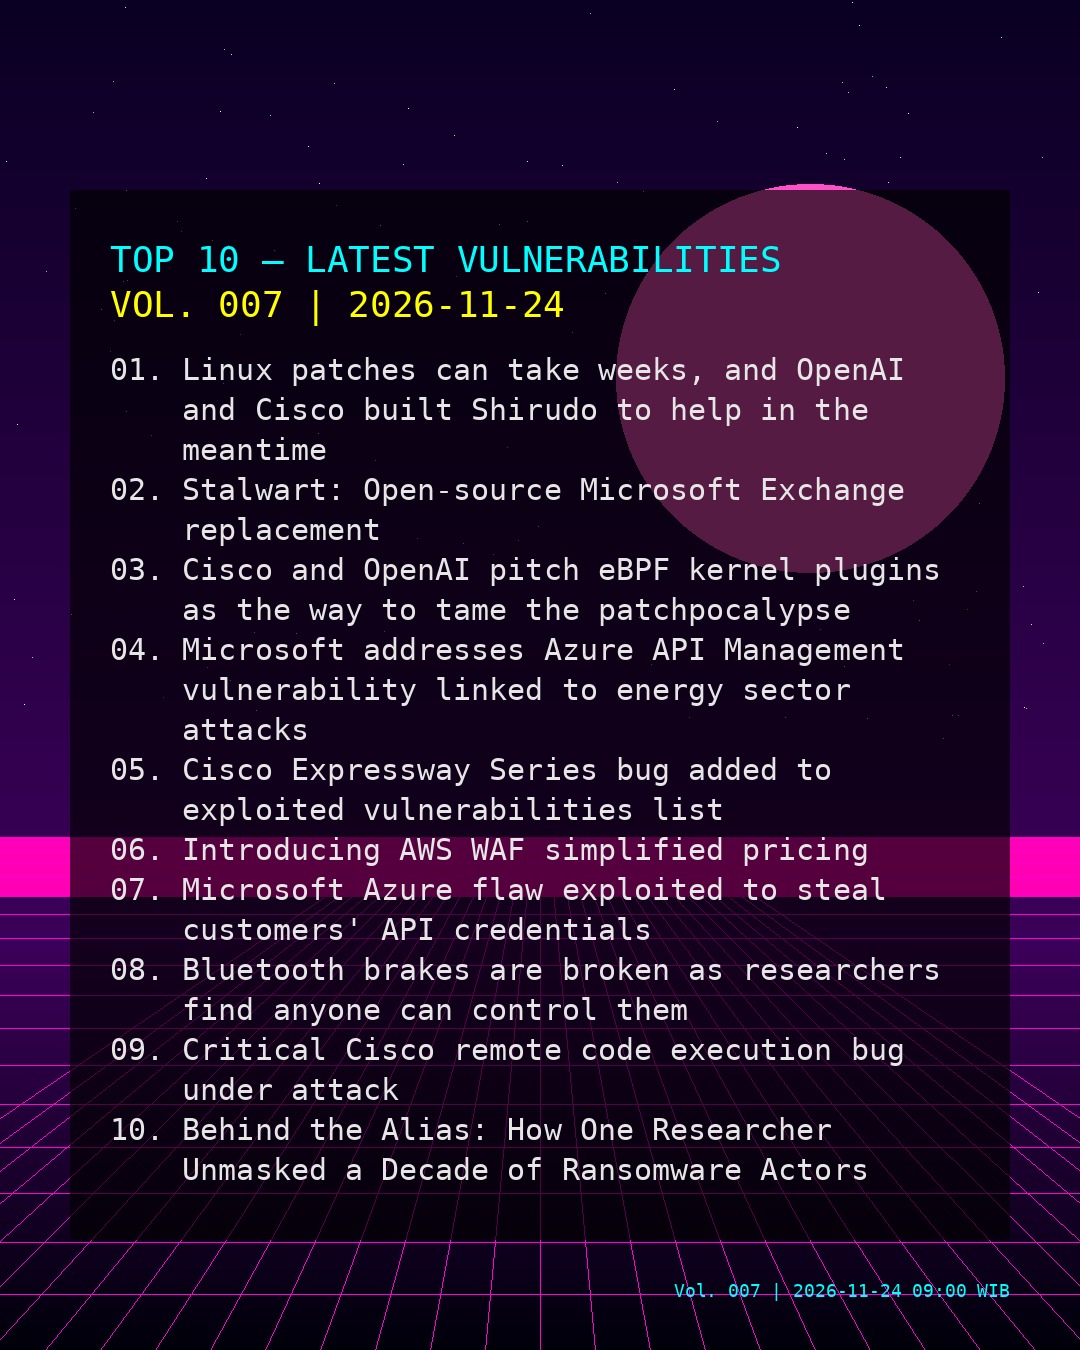 TOP 10 — LATEST VULNERABILITIES
VOL. 007 | 2026-11-24
01. Linux patches can take weeks, and OpenAI
and Cisco built Shirudo to help in the
meantime
02. Stalwart: Open-source Microsoft Exchange
replacement
03. Cisco and OpenAI pitch eBPF kernel plugins
as the way to tame the patchpocalypse
04. Microsoft addresses Azure API Management
vulnerability linked to energy sector
attacks
05. Cisco Expressway Series bug added to
exploited vulnerabilities list
06. Introducing AWS WAF simplified pricing
07. Microsoft Azure flaw exploited to steal
customers' API credentials
08. Bluetooth brakes are broken as researchers
find anyone can control them
09. Critical Cisco remote code execution bug
under attack
10. Behind the Alias: How One Researcher
Unmasked a Decade of Ransomware Actors
Vol. 007 | 2026-11-24 09:00 WIB